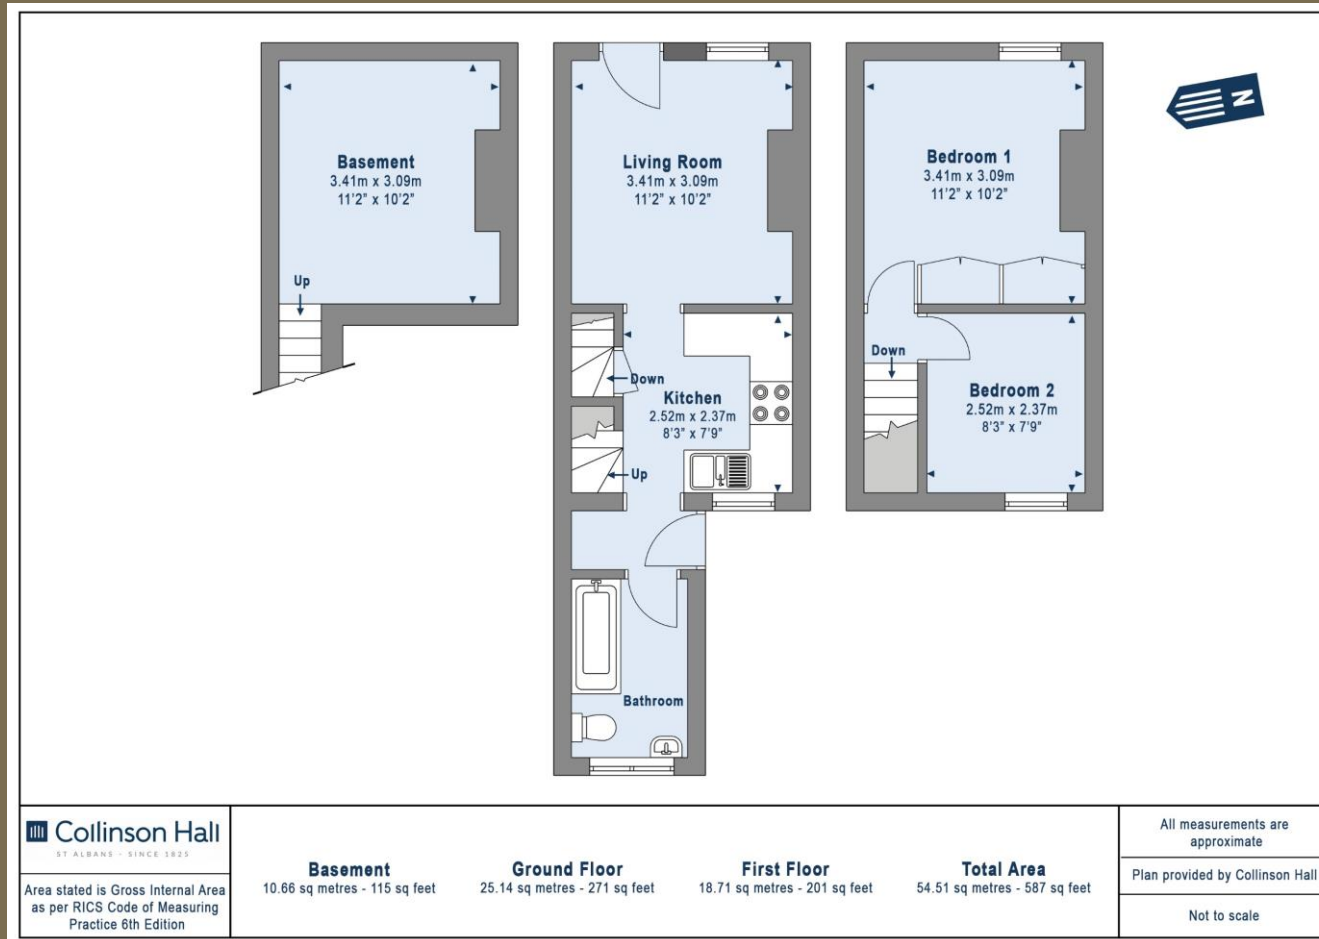 Basement
3.41m x 3.09m
11'2" x 10'2"
Up
Living Room
3.41m x 3.09m
11'2" x 10'2"
Down
Kitchen
2.52m x 2.37m
8'3" x 7'9"
Up
Bathroom
Bedroom 1
3.41m x 3.09m
11'2" x 10'2"
Down
Bedroom 2
2.52m x 2.37m
8'3" x 7'9"
N
Collinson Hall
ST ALBANS - SINCE 1825
Area stated is Gross Internal Area
as per RICS Code of Measuring
Practice 6th Edition
Basement
10.66 sq metres - 115 sq feet
Ground Floor
25.14 sq metres - 271 sq feet
First Floor
18.71 sq metres - 201 sq feet
Total Area
54.51 sq metres - 587 sq feet
All measurements are
approximate
Plan provided by Collinson Hall
Not to scale